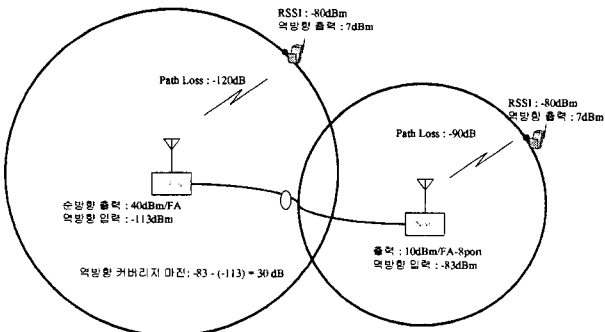 RSSI : -80dBm
역방향 출력 : 7dBm
Path Loss : -120dB
RSSI : -80dBm
역방향 출력 : 7dBm
Path Loss : -90dB
순방향 출력 : 40dBm/FA
역방향 입력 : -113dBm
출력 : 10dBm/FA-8port
역방향 입력 : -83dBm
역방향 커버리지 마진: -83 - (-113) = 30 dB